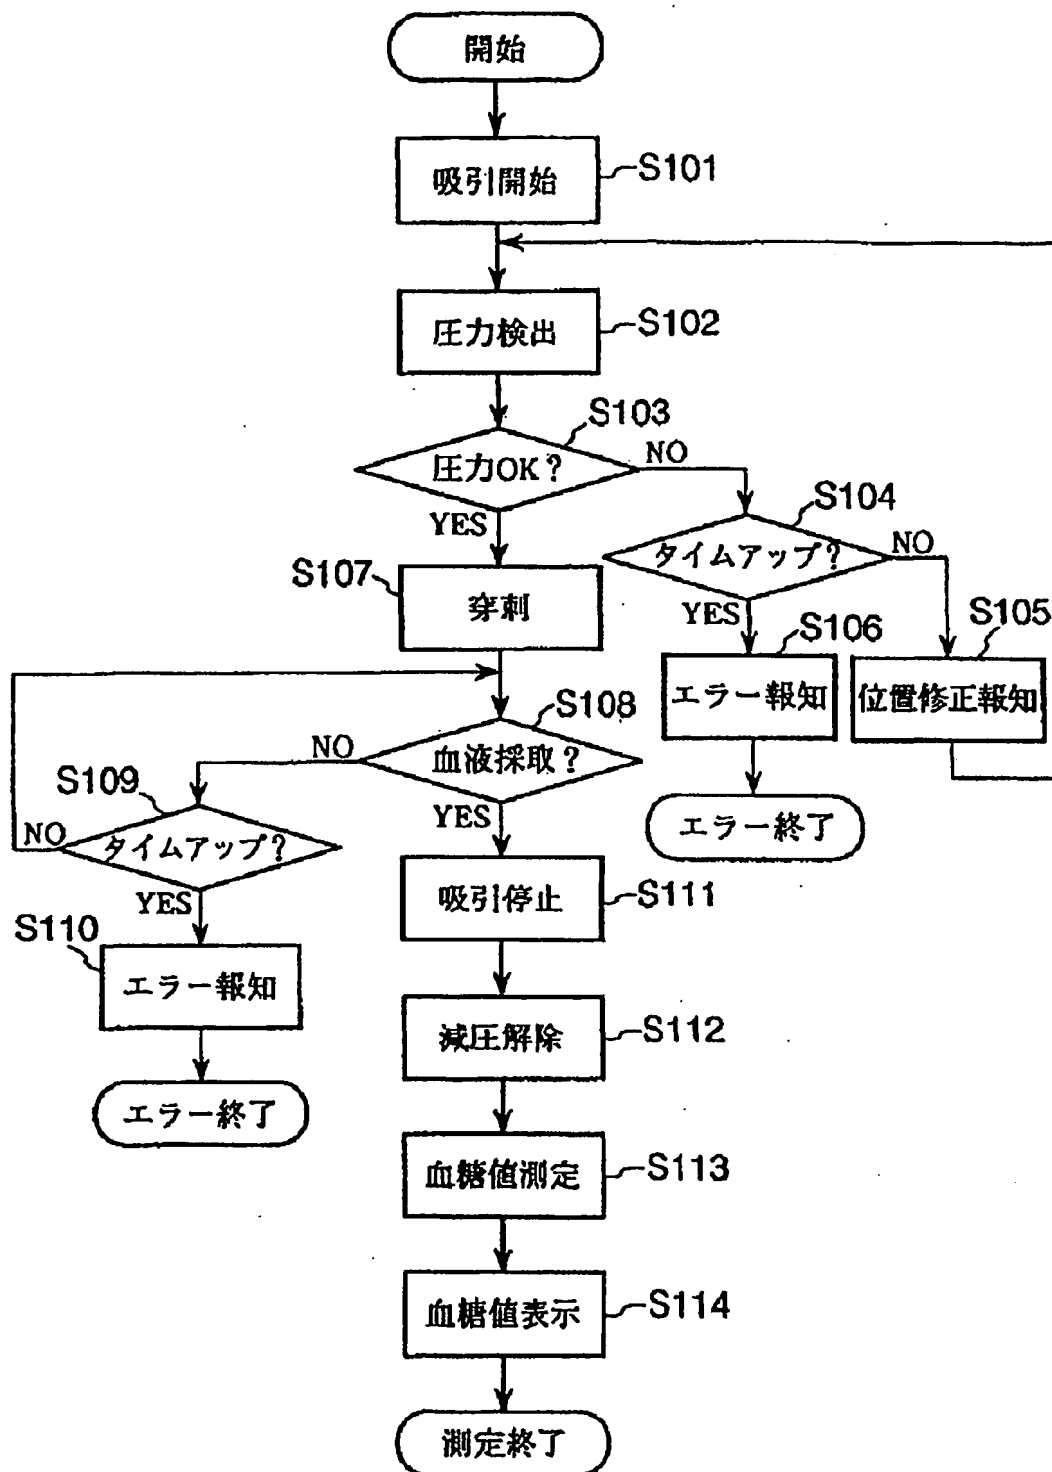 開始
吸引開始
S101
圧力検出
S102
S103
圧力OK?
NO
YES
S104
タイムアップ?
NO
YES
S107
穿刺
S106
エラー報知
S105
位置修正報知
エラー終了
S108
血液採取?
NO
YES
S109
タイムアップ?
NO
YES
S110
エラー報知
エラー終了
吸引停止
S111
減圧解除
S112
血糖値測定
S113
血糖値表示
S114
測定終了